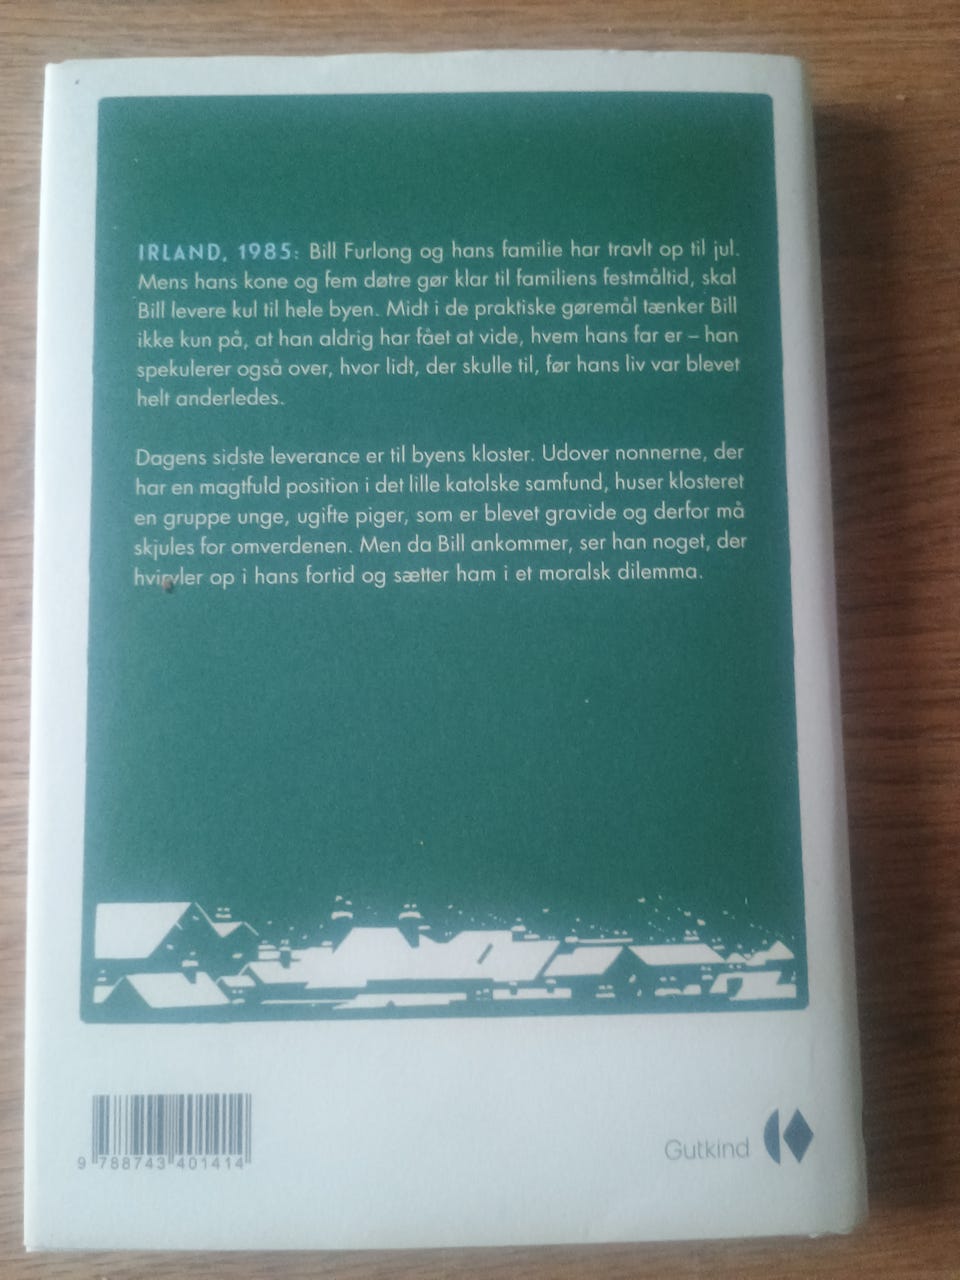 IRLAND, 1985: Bill Furlong og hans familie har travlt op til jul.
Mens hans kone og fem døtre gør klar til familiens festmåltid, skal
Bill levere kul til hele byen. Midt i de praktiske gøremål tænker Bill
ikke kun på, at han aldrig har fået at vide, hvem hans far er – han
spekulerer også over, hvor lidt, der skulle til, før hans liv var blevet
helt anderledes.
Dagens sidste leverance er til byens kloster. Udover nonnerne, der
har en magtfuld position i det lille katolske samfund, huser klosteret
en gruppe unge, ugifte piger, som er blevet gravide og derfor må
skjules for omverdenen. Men da Bill ankommer, ser han noget, der
hvirvler op i hans fortid og sætter ham i et moralsk dilemma.
9 788743 401414
Gutkind